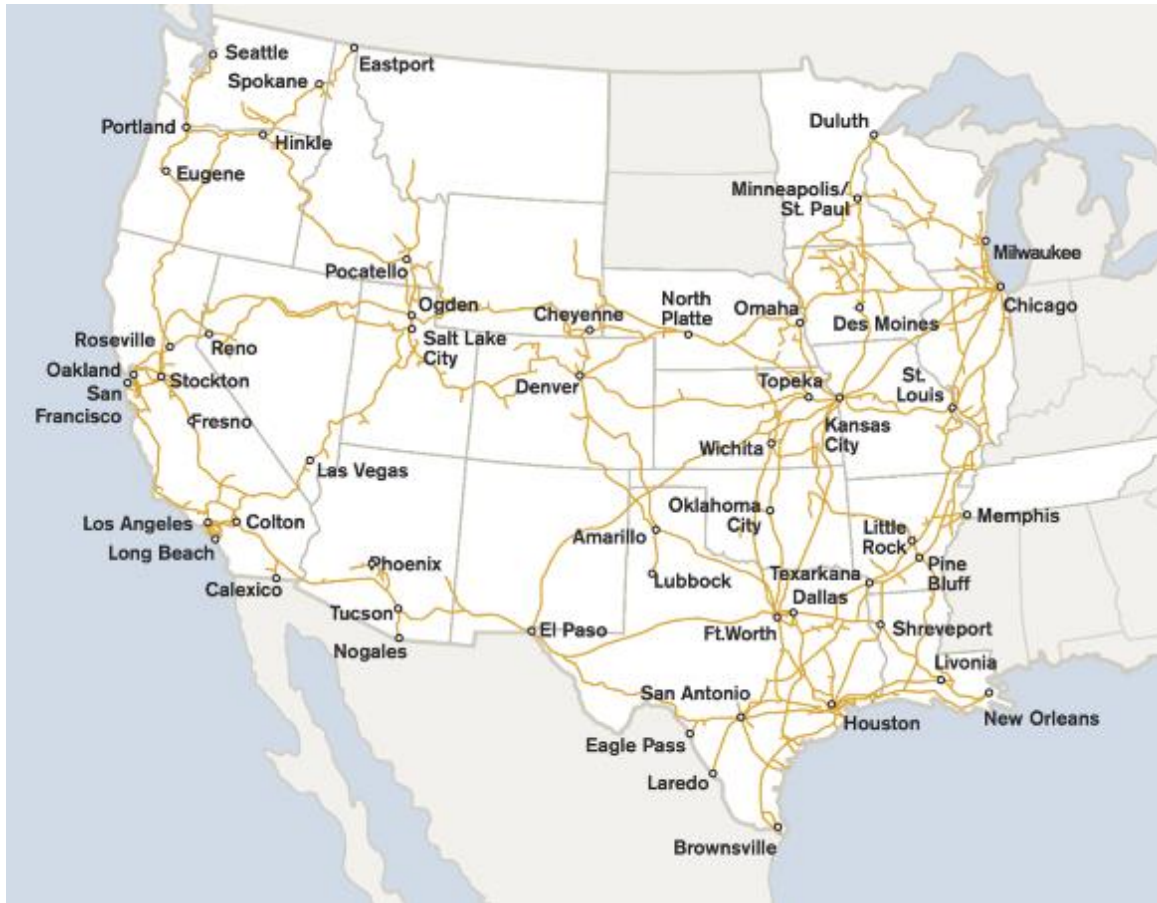 Seattle
Eastport
Spokane
Portland
Hinkle
Duluth
Eugene
Minneapolis/
St. Paul
Milwaukee
Pocatello
Ogden
Chicago
Cheyenne
North
Platte
Omaha
Des Moines
Roseville
Reno
Salt Lake
City
Oakland
San
Francisco
Stockton
Denver
Topeka
St.
Louis
Fresno
Kansas
City
Wichita
Las Vegas
Oklahoma
City
Los Angeles
Colton
Amarillo
Little
Rock
Memphis
Long Beach
Phoenix
Lubbock
Texarkana
Pine
Bluff
Calexico
Dallas
Tucson
El Paso
Ft.Worth
Shreveport
Nogales
Livonia
San Antonio
Houston
New Orleans
Eagle Pass
Laredo
Brownsville